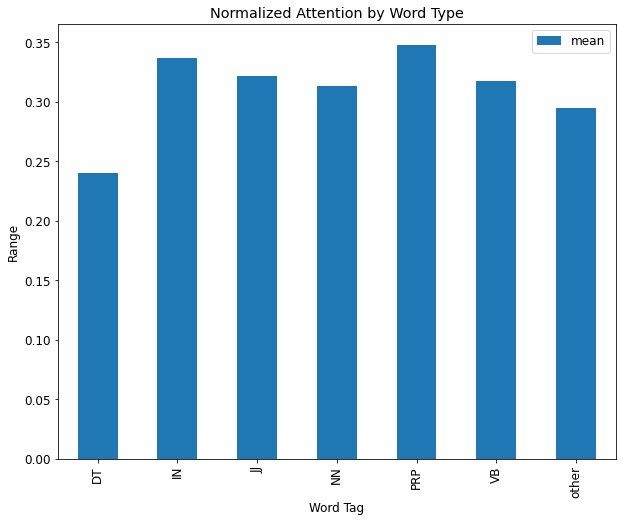 Normalized Attention by Word Type
mean
0.35
0.30
0.25
0.20
0.15
0.10
0.05
0.00
Range
DT
IN
JJ
NN
PRP
VB
other
Word Tag